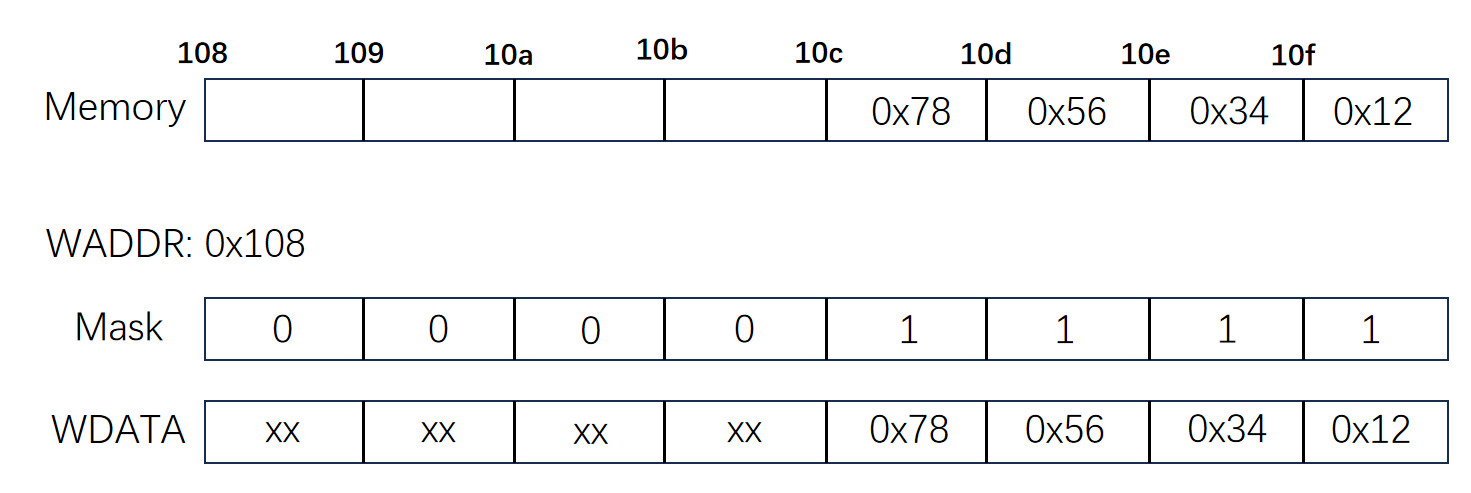 108 109 10a 10b 10c 10d 10e 10f
Memory 0x78 0x56 0x34 0x12
WADDR: 0x108
Mask 0 0 0 0 1 1 1 1
WDATA xx xx xx xx 0x78 0x56 0x34 0x12